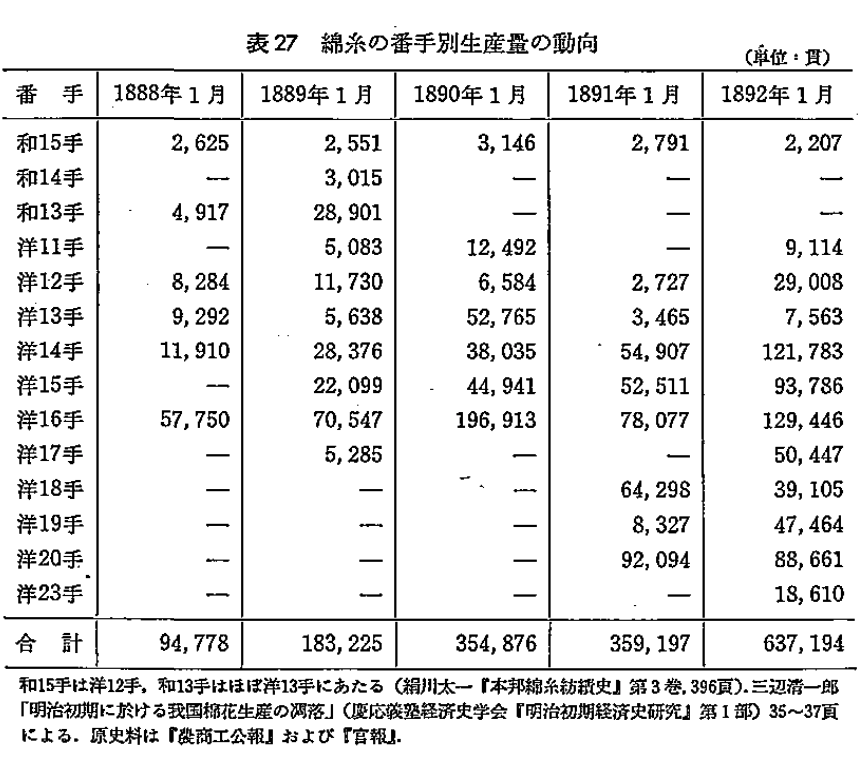 表27 綿糸の番手別生産量の動向
(単位:貫)
番 手 1888年1月 1889年1月 1890年1月 1891年1月 1892年1月
和15手 2,625 2,551 3,146 2,791 2,207
和14手 — 3,015 — — —
和13手 4,917 28,901 — — —
洋11手 — 5,083 12,492 — 9,114
洋12手 8,284 11,730 6,584 2,727 29,008
洋13手 9,292 5,638 52,765 3,465 7,563
洋14手 11,910 28,376 38,035 54,907 121,783
洋15手 — 22,099 44,941 52,511 93,786
洋16手 57,750 70,547 196,913 78,077 129,446
洋17手 — 5,285 — — 50,447
洋18手 — — — 64,298 39,105
洋19手 — — — 8,327 47,464
洋20手 — — — 92,094 88,661
洋23手 — — — — 18,610
合 計 94,778 183,225 354,876 359,197 637,194
和15手は洋12手,和13手はほぼ洋13手にあたる(絹川太一『本邦綿糸紡績史』第3巻,396頁).三辺清一郎
「明治初期に於ける我国棉花生産の凋落」(慶応義塾経済史学会『明治初期経済史研究』第1部)35~37頁
による.原史料は『農商工公報』および『官報』.